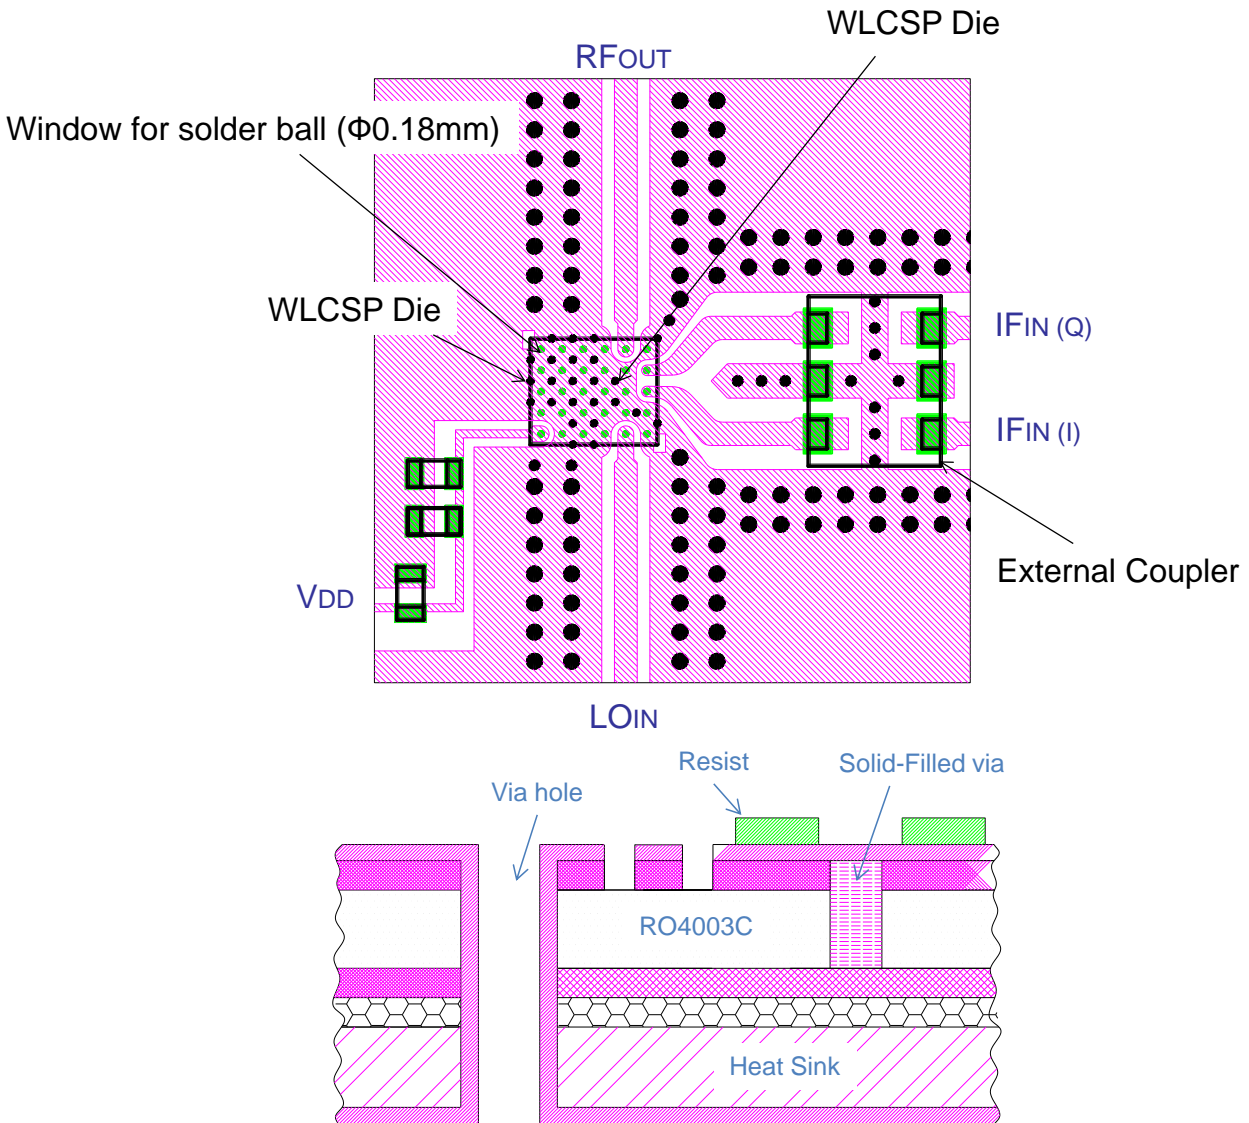 WLCSP Die
RFOUT
Window for solder ball (Φ0.18mm)
WLCSP Die
IFIN (Q)
IFIN (I)
External Coupler
VDD
LOIN
Resist
Solid-Filled via
Via hole
RO4003C
Heat Sink